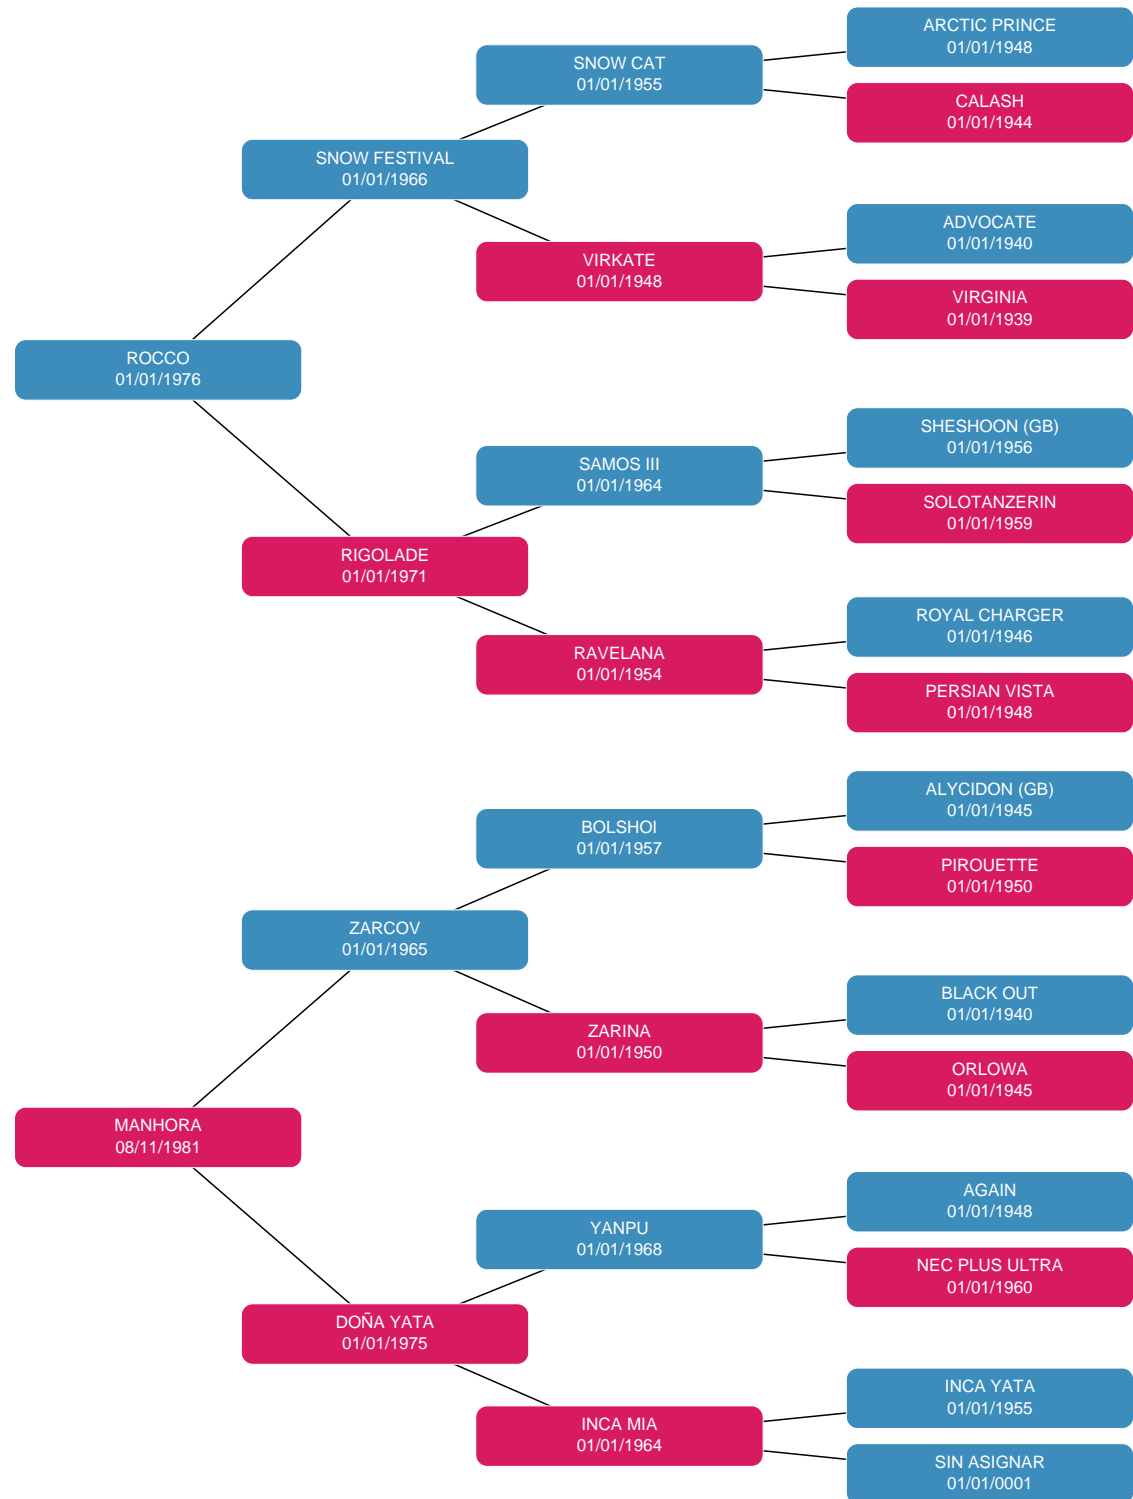 ARCTIC PRINCE
01/01/1948
SNOW CAT
01/01/1955
CALASH
01/01/1944
SNOW FESTIVAL
01/01/1966
ADVOCATE
01/01/1940
VIRKATE
01/01/1948
VIRGINIA
01/01/1939
ROCCO
01/01/1976
SHESHOON (GB)
01/01/1956
SAMOS III
01/01/1964
SOLOTANZERIN
01/01/1959
RIGOLADE
01/01/1971
ROYAL CHARGER
01/01/1946
RAVELANA
01/01/1954
PERSIAN VISTA
01/01/1948
ALYCIDON (GB)
01/01/1945
BOLSHOI
01/01/1957
PIROUETTE
01/01/1950
ZARCOV
01/01/1965
BLACK OUT
01/01/1940
ZARINA
01/01/1950
ORLOWA
01/01/1945
MANHORA
08/11/1981
AGAIN
01/01/1948
YANPU
01/01/1968
NEC PLUS ULTRA
01/01/1960
DOÑA YATA
01/01/1975
INCA YATA
01/01/1955
INCA MIA
01/01/1964
SIN ASIGNAR
01/01/0001